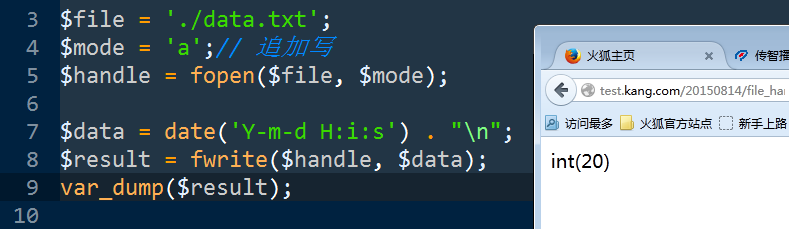 3 $file = './data.txt';
4 $mode = 'a';// 追加写
5 $handle = fopen($file, $mode);
6
7 $data = date('Y-m-d H:i:s') . "\n";
8 $result = fwrite($handle, $data);
9 var_dump($result);
10
火狐主页 × 传智播
test.kang.com/20150814/file_han
访问最多 火狐官方站点 新手上路
int(20)